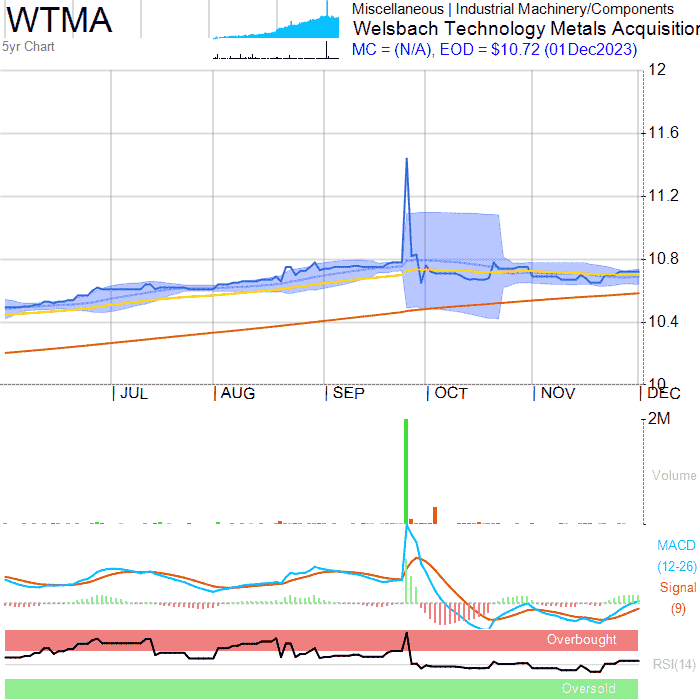 WTMA
5yr Chart
Miscellaneous | Industrial Machinery/Components
Welsbach Technology Metals Acquisition
MC = (N/A), EOD = $10.72 (01Dec2023)
12
11.6
11.2
10.8
10.4
10
JUL
AUG
SEP
OCT
NOV
DEC
2M
Volume
MACD
(12-26)
Signal
(9)
Overbought
RSI(14)
Oversold